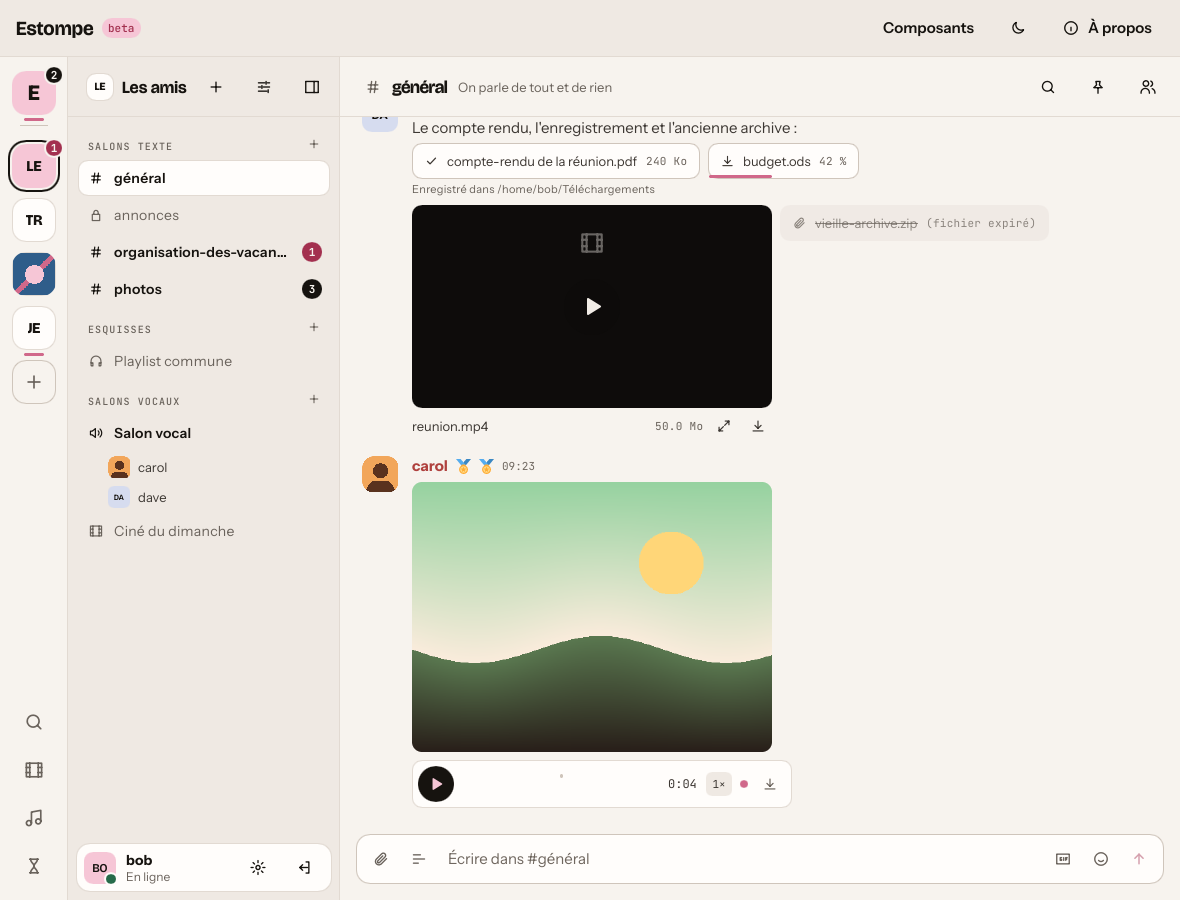 Estompe beta
Composants
À propos
E 2
LE 1
TR
JE
LE Les amis
SALONS TEXTE
# général
annonces
# organisation-des-vacan... 1
# photos 3
ESQUISSES
Playlist commune
SALONS VOCAUX
Salon vocal
carol
DA dave
Ciné du dimanche
BO bob
En ligne
# général On parle de tout et de rien
DA
Le compte rendu, l'enregistrement et l'ancienne archive :
compte-rendu de la réunion.pdf 240 Ko
budget.ods 42 %
Enregistré dans /home/bob/Téléchargements
vieille-archive.zip (fichier expiré)
reunion.mp4 50.0 Mo
carol 09:23
0:04 1×
Écrire dans #général
GIF